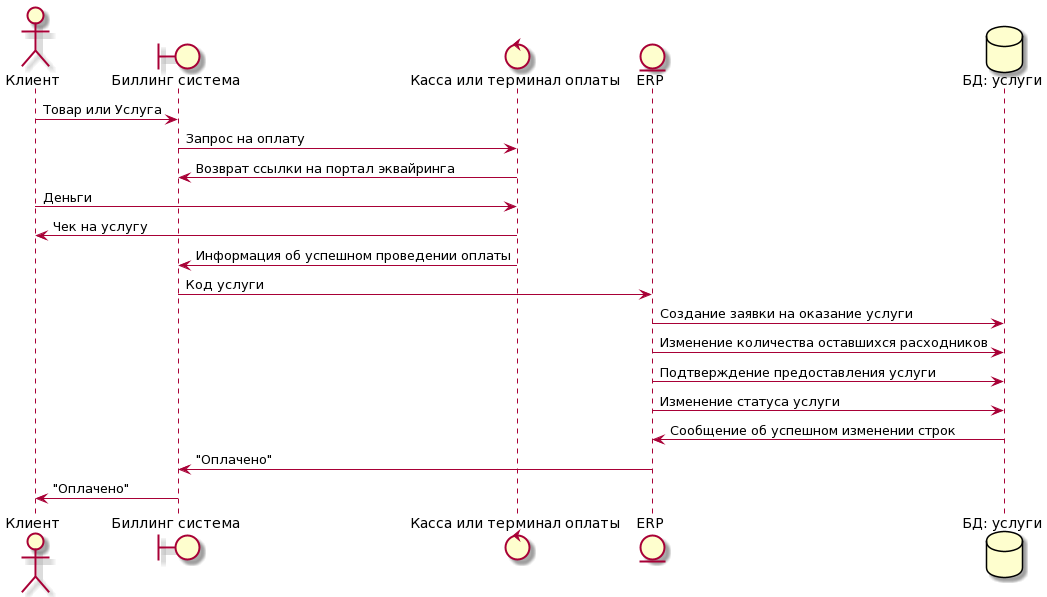 Клиент
Биллинг система
Касса или терминал оплаты
ERP
БД: услуги
Товар или Услуга
Запрос на оплату
Возврат ссылки на портал эквайринга
Деньги
Чек на услугу
Информация об успешном проведении оплаты
Код услуги
Создание заявки на оказание услуги
Изменение количества оставшихся расходников
Подтверждение предоставления услуги
Изменение статуса услуги
Сообщение об успешном изменении строк
"Оплачено"
"Оплачено"
Клиент
Биллинг система
Касса или терминал оплаты
ERP
БД: услуги